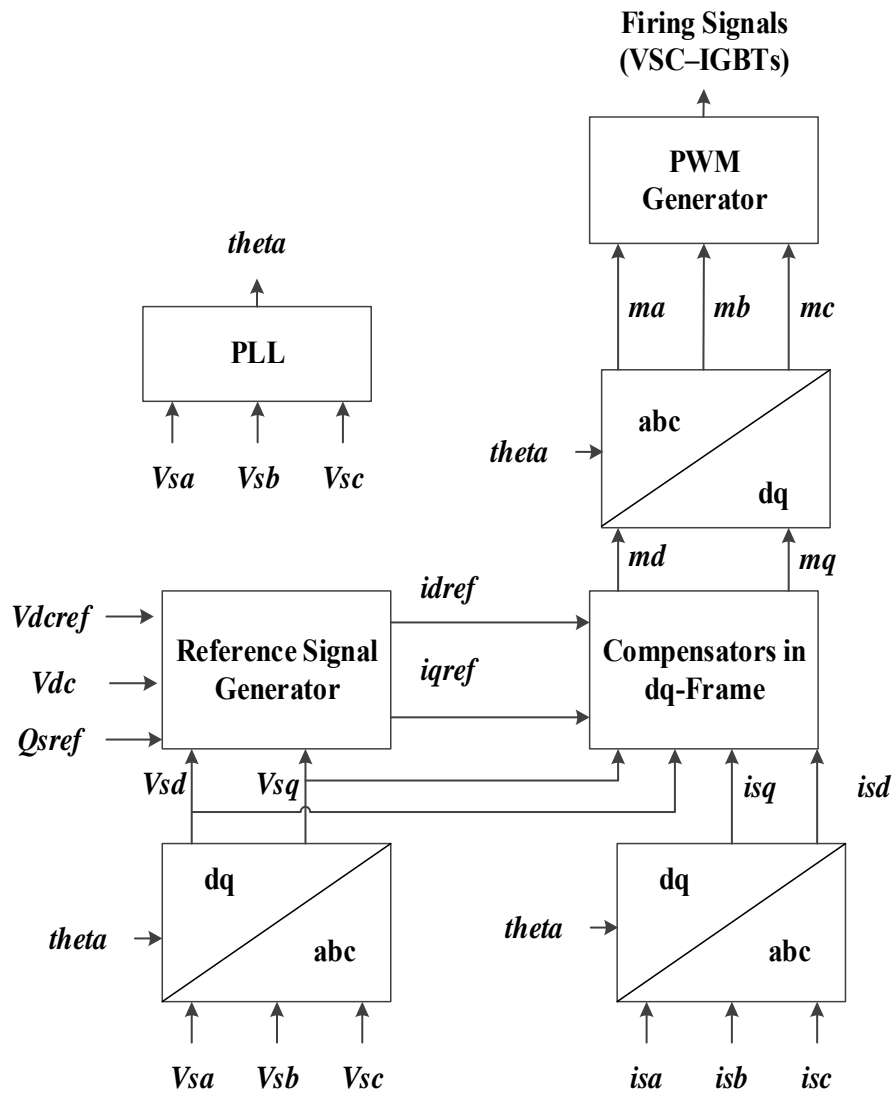 Firing Signals
(VSC–IGBTs)
PWM
Generator
theta
ma mb mc
PLL
abc
theta
dq
Vsa Vsb Vsc
md mq
idref
Vdcref
Reference Signal
Generator
Compensators in
dq-Frame
iqref
Vdc
Qsref
Vsd Vsq isq isd
dq
abc
theta
dq
abc
theta
Vsa Vsb Vsc
isa isb isc